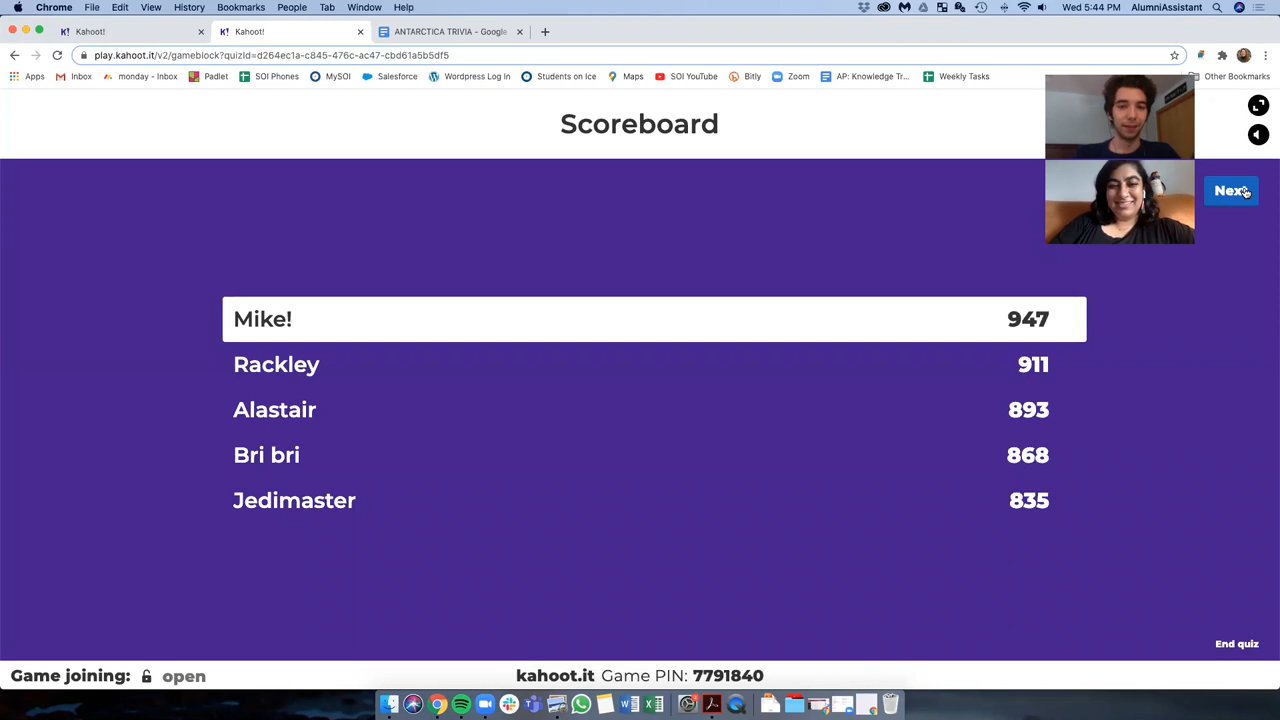 Chrome File Edit View History Bookmarks People Tab Window Help Wed 5:44 PM AlumniAssistant
Kahoot! Kahoot! ANTARCTICA TRIVIA - Google
play.kahoot.it/v2/gameblock?quizId=d264ec1a-c845-476c-ac47-cbd61a5b5df5
Apps Inbox monday - Inbox Padlet SOI Phones MySOI Salesforce Wordpress Log In Students on Ice Maps SOI YouTube Bitly Zoom AP: Knowledge Tr... Weekly Tasks Other Bookmarks
Scoreboard
Next
Mike! 947
Rackley 911
Alastair 893
Bri bri 868
Jedimaster 835
End quiz
Game joining: open kahoot.it Game PIN: 7791840